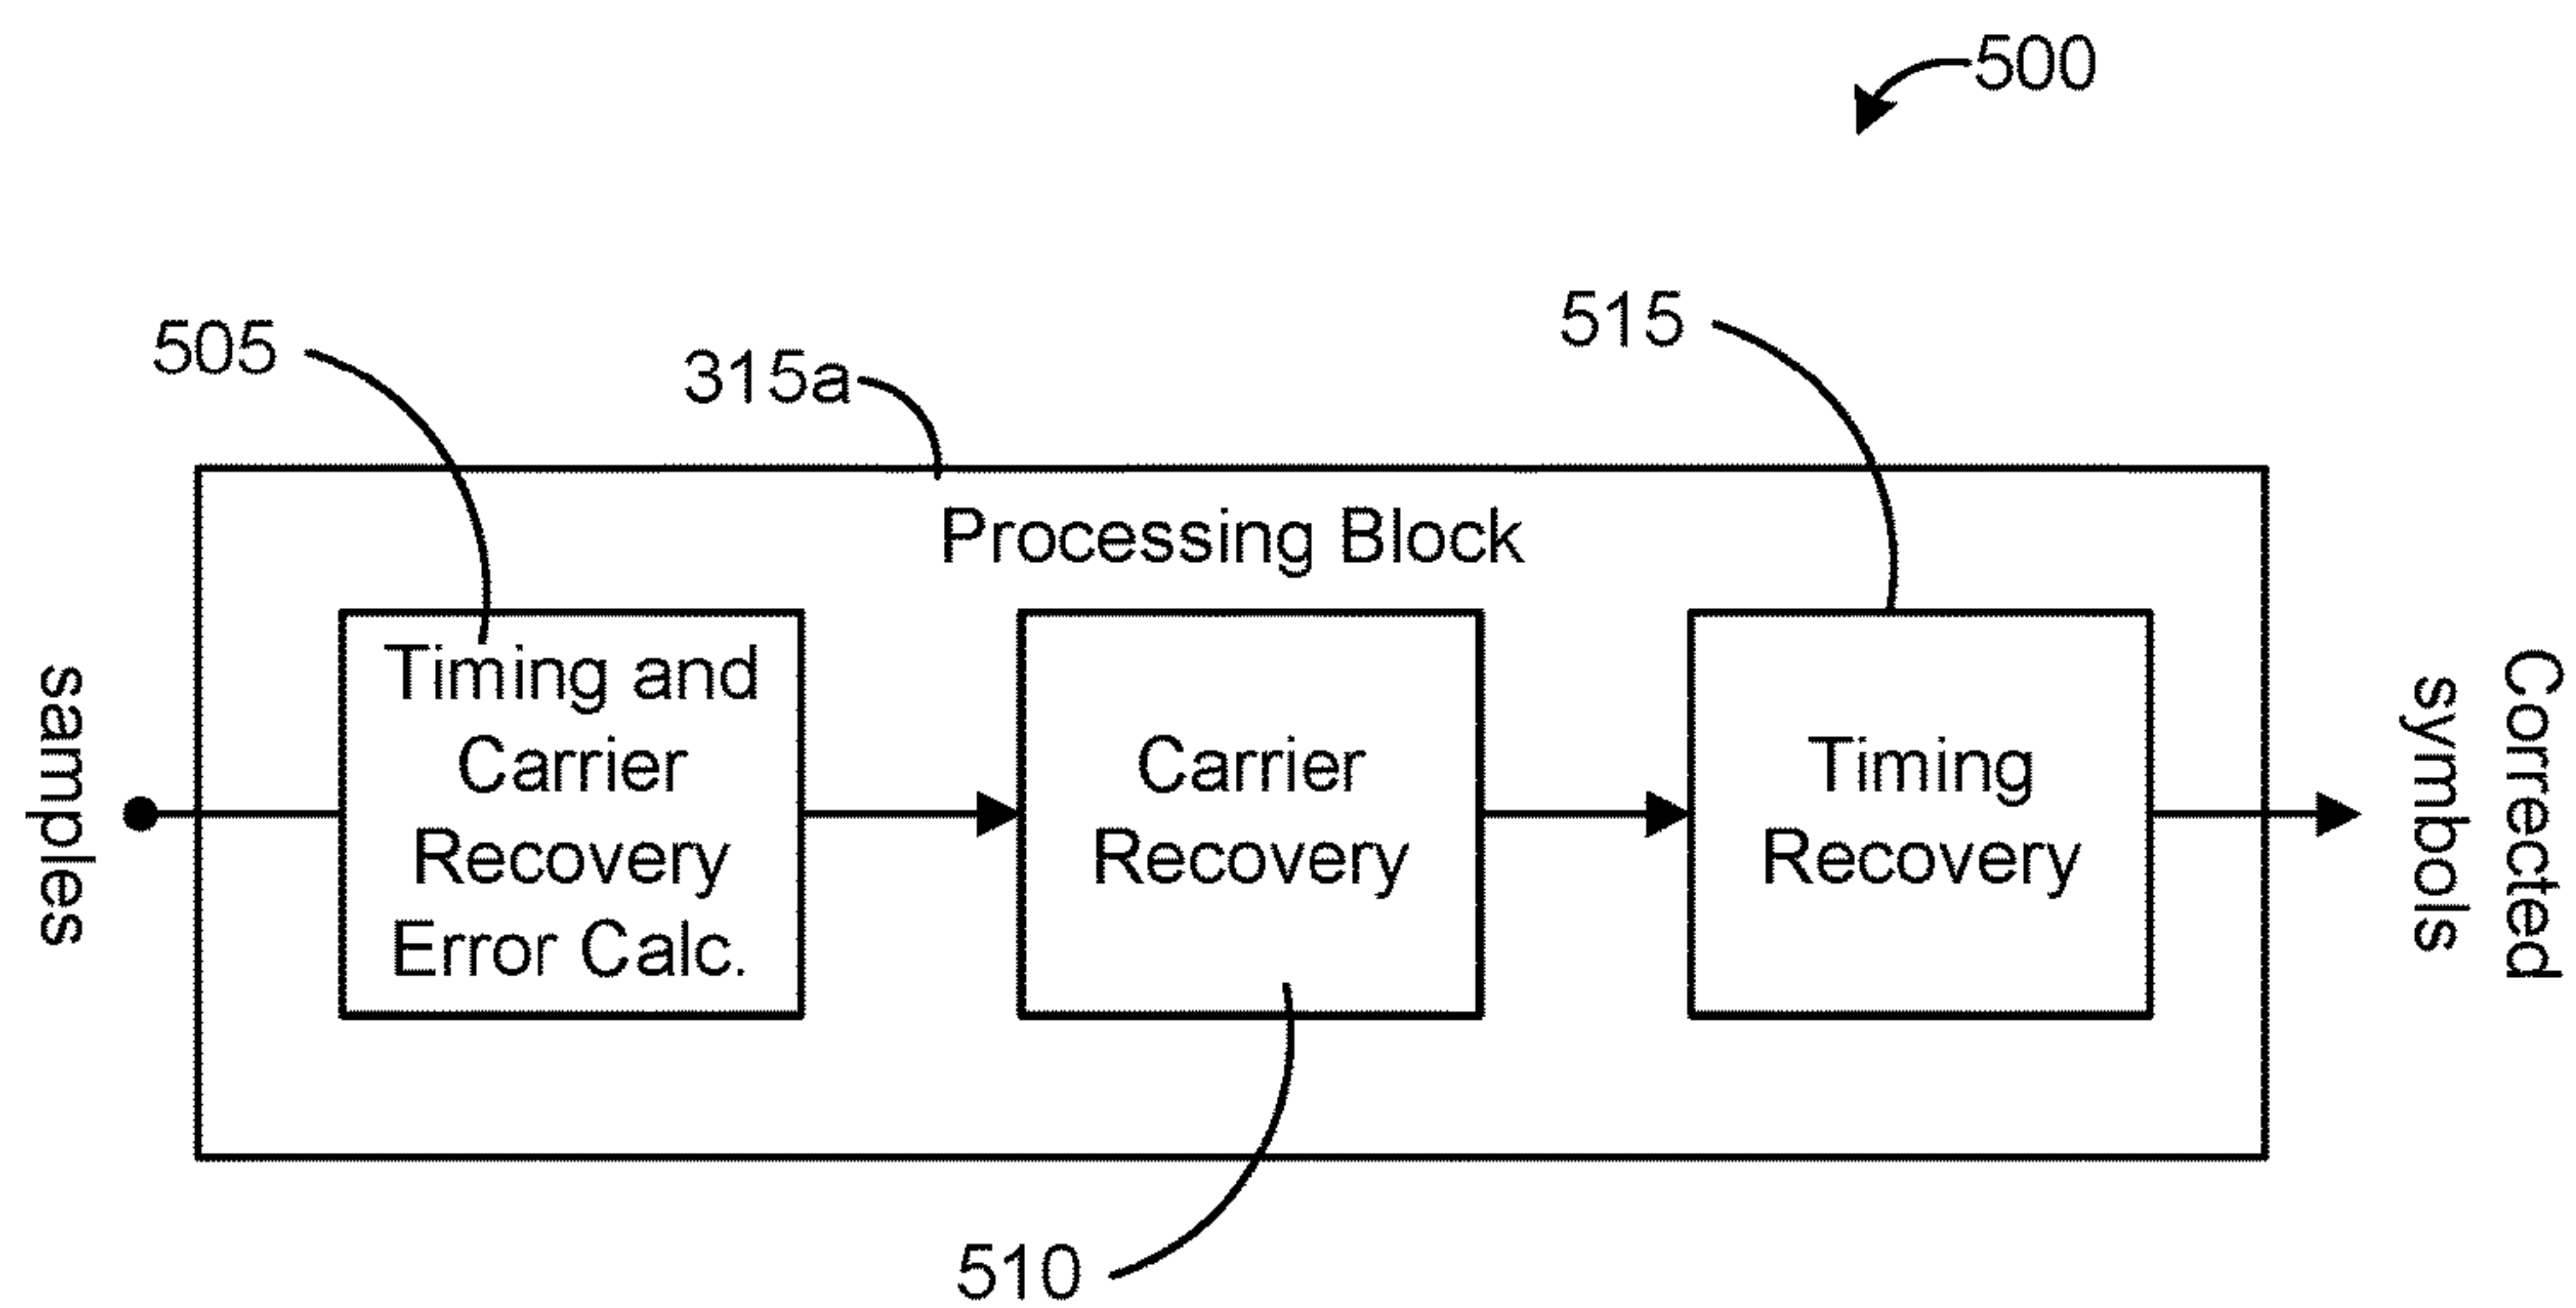 500
505
315a
515
Processing Block
samples
Timing and
Carrier
Recovery
Error Calc.
Carrier
Recovery
Timing
Recovery
Corrected
symbols
510